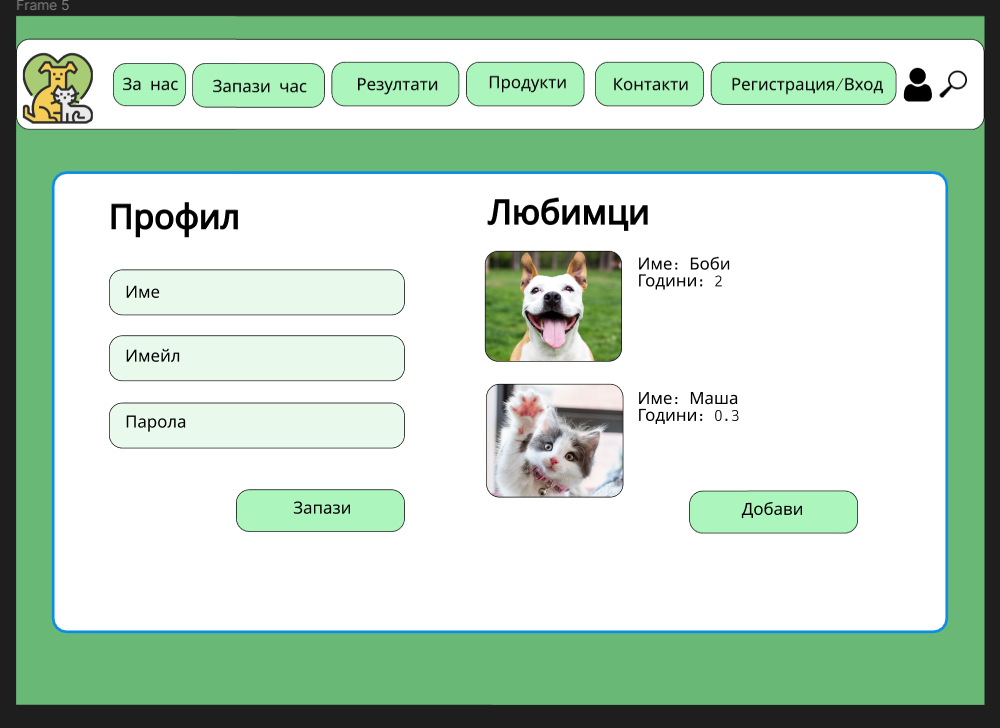 Frame 5
За нас
Запази час
Резултати
Продукти
Контакти
Регистрация/Вход
Профил
Име
Имейл
Парола
Запази
Любимци
Име: Боби
Години: 2
Име: Маша
Години: 0.3
Добави